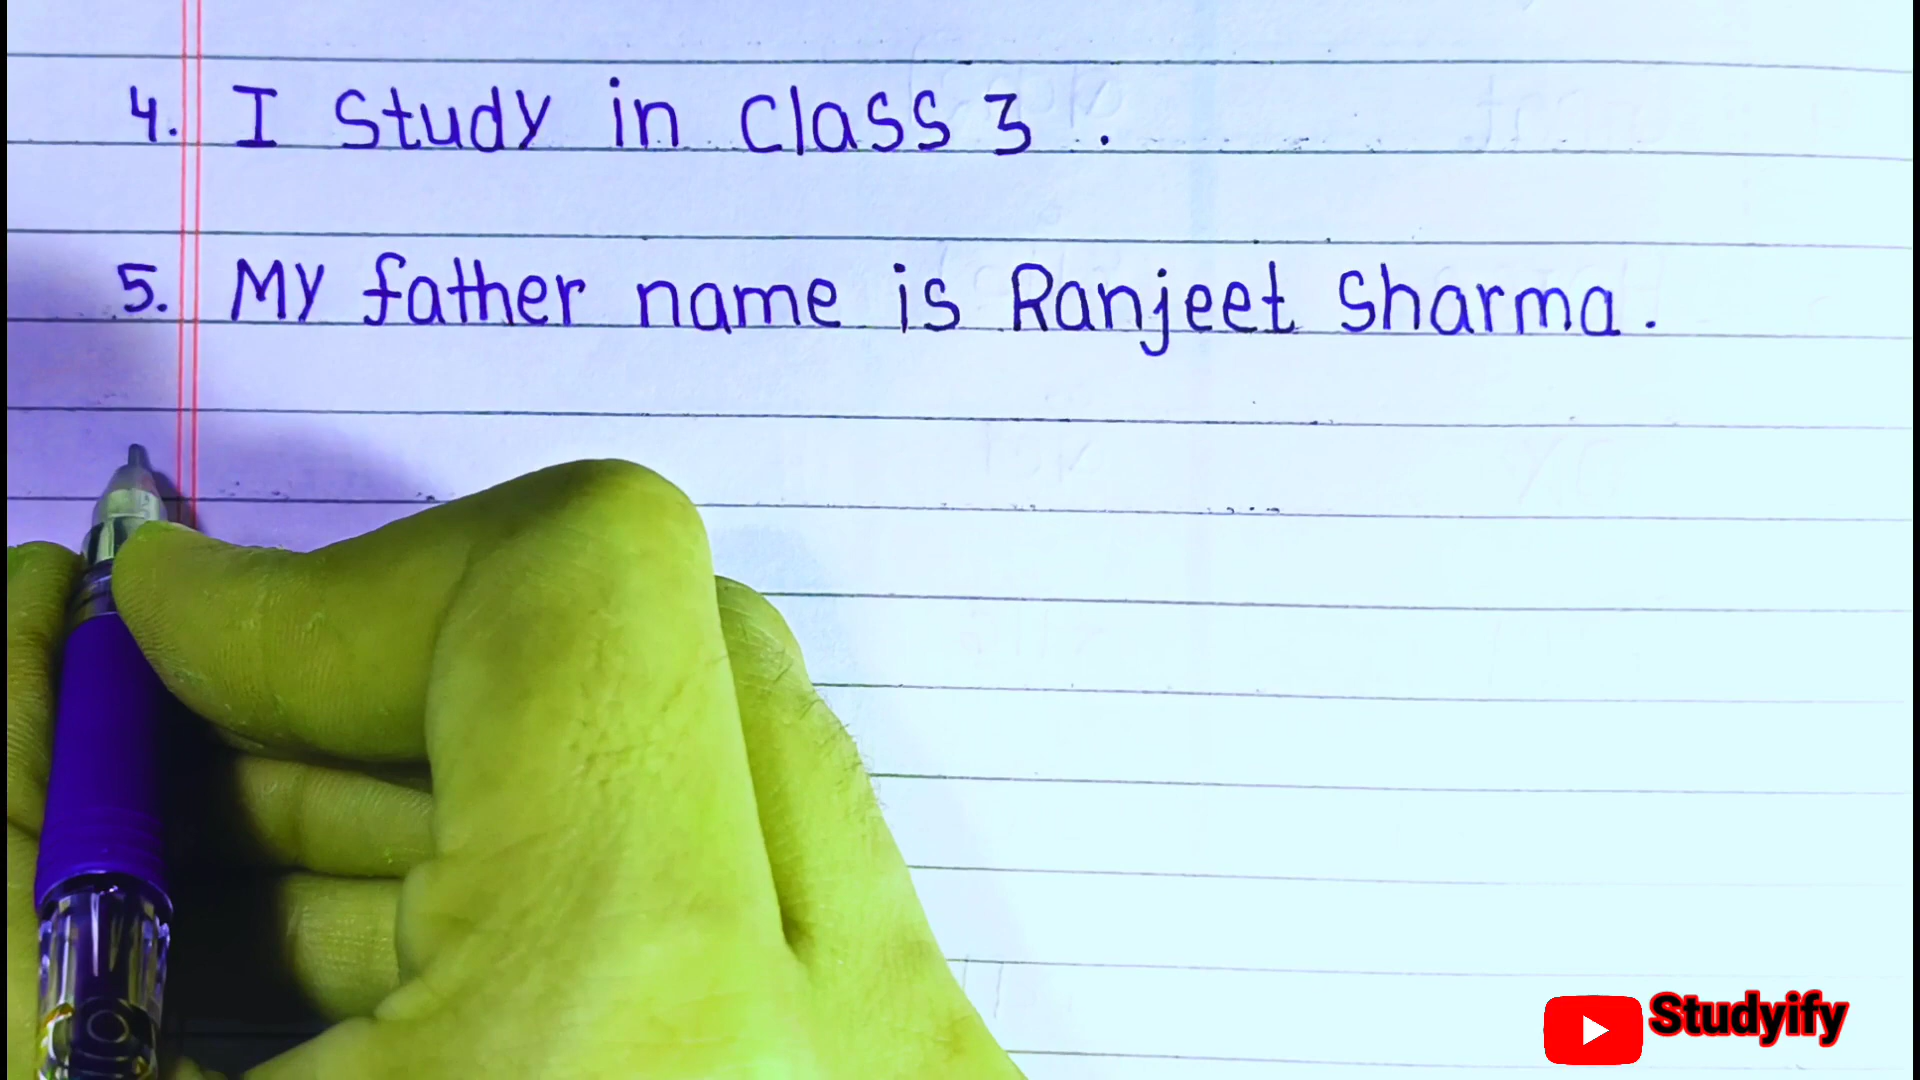 4. I Study in Class 3 .
5. My father name is Ranjeet Sharma.
Studyify